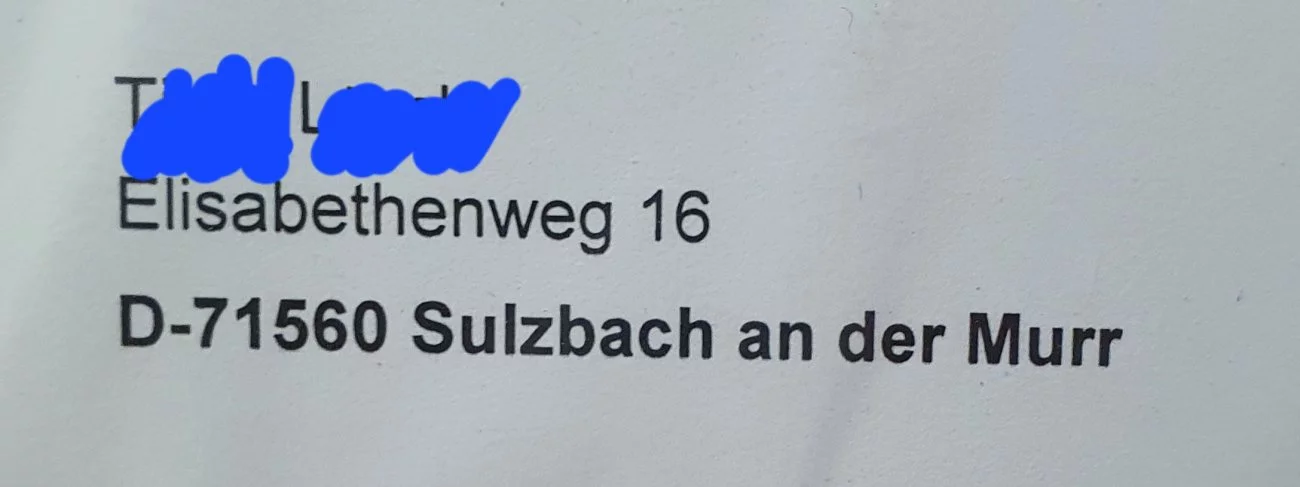 Elisabethenweg 16
D-71560 Sulzbach an der Murr